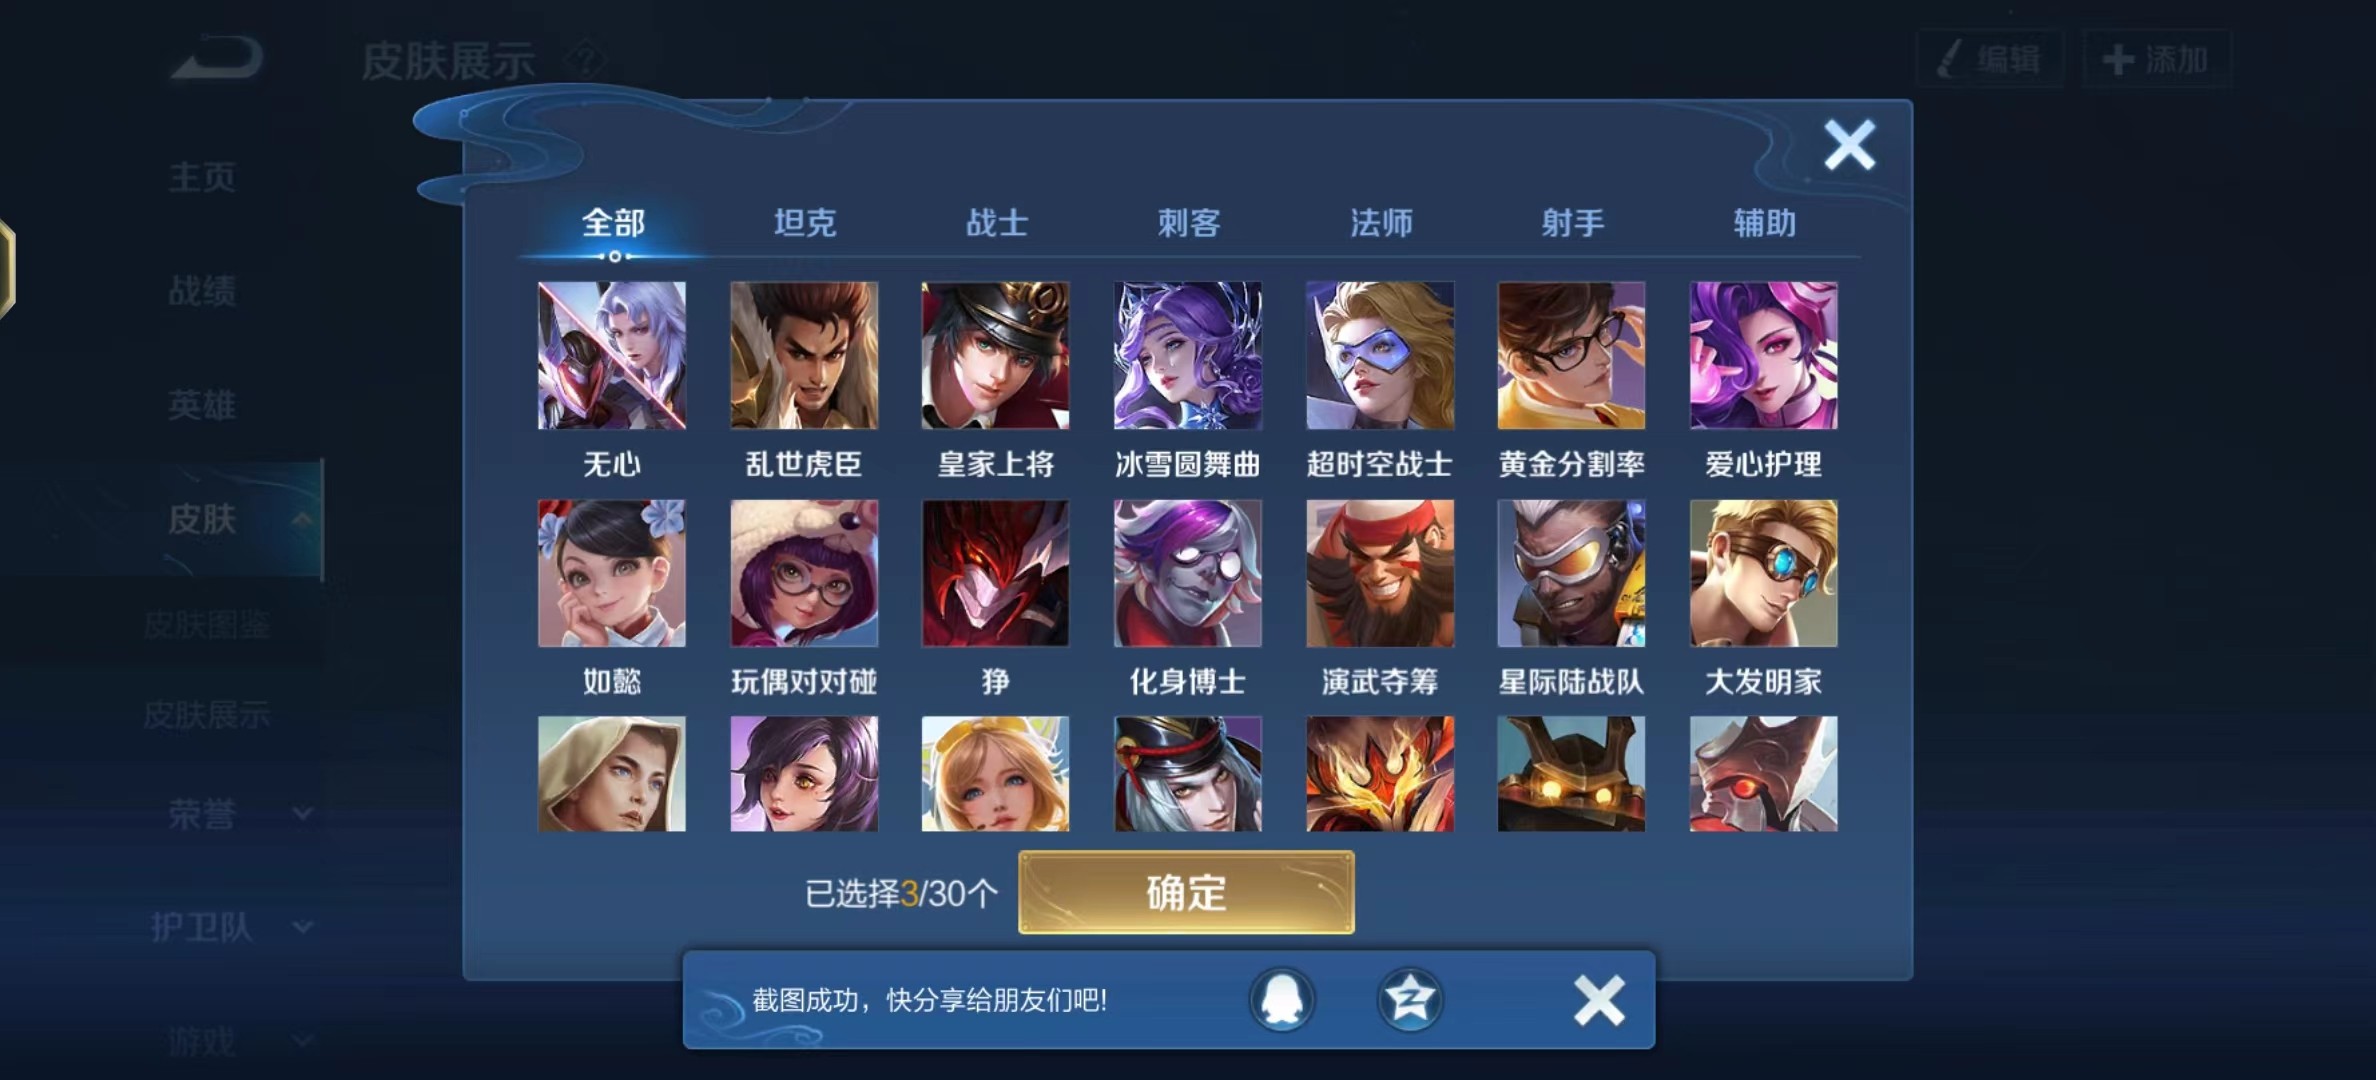 皮肤展示 ?
编辑
添加
主页
战绩
英雄
皮肤
皮肤图鉴
皮肤展示
荣誉
护卫队
游戏
全部 坦克 战士 刺客 法师 射手 辅助
无心 乱世虎臣 皇家上将 冰雪圆舞曲 超时空战士 黄金分割率 爱心护理
如懿 玩偶对对碰 狰 化身博士 演武夺筹 星际陆战队 大发明家
已选择3/30个
确定
截图成功，快分享给朋友们吧!